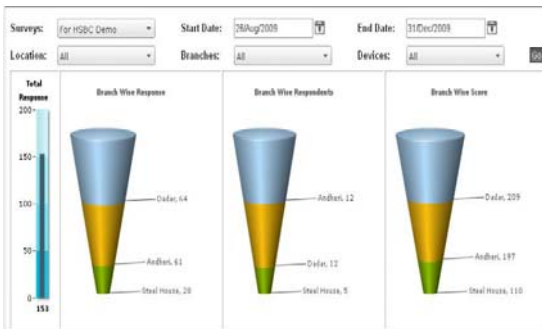 Surveys: For HSBC Demo Start Date: 26/Aug/2009 End Date: 31/Dec/2009
Location: All Branches: All Devices: All Go
Total Response
Branch Wise Response
Branch Wise Respondents
Branch Wise Score
200
150
100
50
0
153
Dadar, 64
Andheri, 61
Steel House, 28
Andheri, 12
Dadar, 12
Steel House, 5
Dadar, 209
Andheri, 197
Steel House, 110